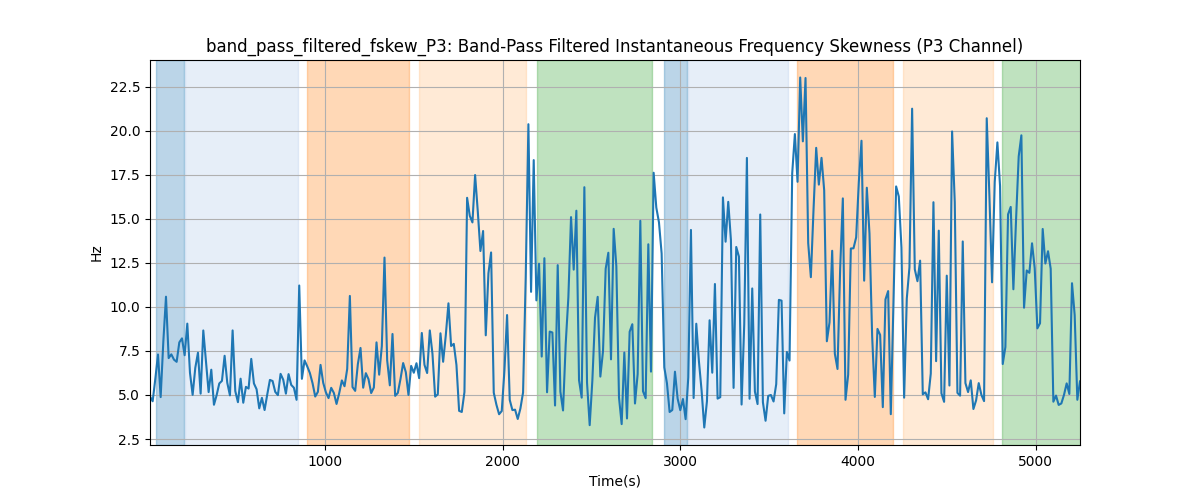 band_pass_filtered_fskew_P3: Band-Pass Filtered Instantaneous Frequency Skewness (P3 Channel)
22.5
20.0
17.5
15.0
12.5
10.0
7.5
5.0
2.5
Hz
1000 2000 3000 4000 5000
Time(s)